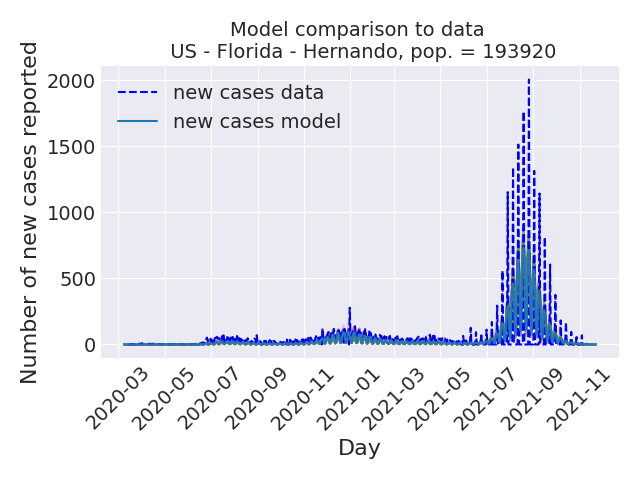 Model comparison to data
US - Florida - Hernando, pop. = 193920
Number of new cases reported
2000
1500
1000
500
0
new cases data
new cases model
2020-03
2020-05
2020-07
2020-09
2020-11
2021-01
2021-03
2021-05
2021-07
2021-09
2021-11
Day